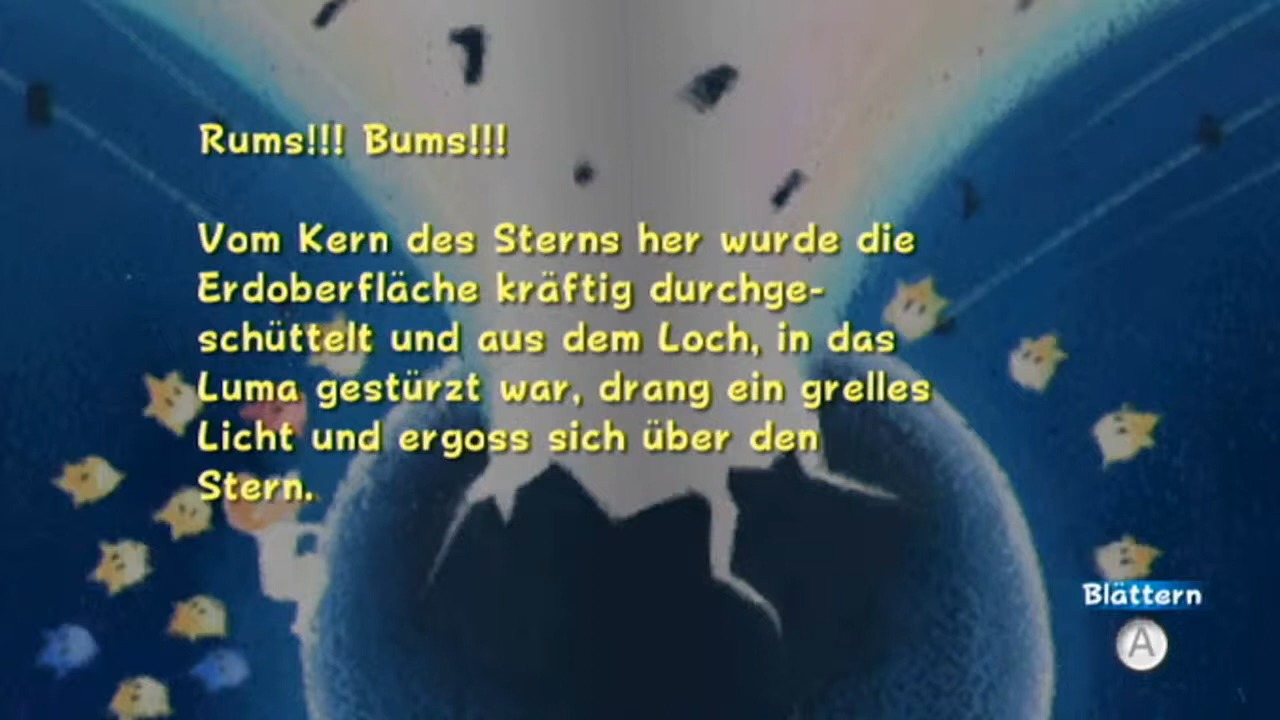 Rums!!! Bums!!!
Vom Kern des Sterns her wurde die
Erdoberfläche kräftig durchge-
schüttelt und aus dem Loch, in das
Luma gestürzt war, drang ein grelles
Licht und ergoss sich über den
Stern.
Blättern
A